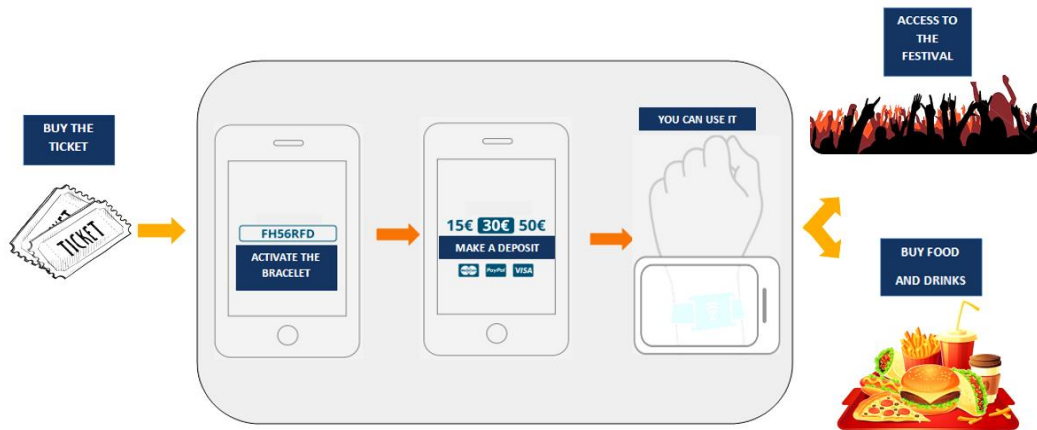 BUY THE
TICKET
TICKET
TICKET
FH56RFD
ACTIVATE THE
BRACELET
15€ 30€ 50€
MAKE A DEPOSIT
PayPal VISA
YOU CAN USE IT
ACCESS TO
THE
FESTIVAL
BUY FOOD
AND DRINKS